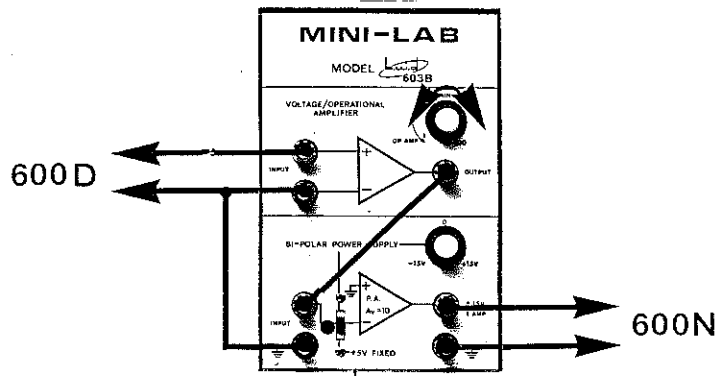 MINI-LAB
MODEL 603B
VOLTAGE/OPERATIONAL
AMPLIFIER
OP AMP
INPUT
+
−
OUTPUT
600D
BI-POLAR POWER SUPPLY
0
−15V +15V
INPUT
+
P.A.
Av=10
−
1 AMP
+5V FIXED
600N